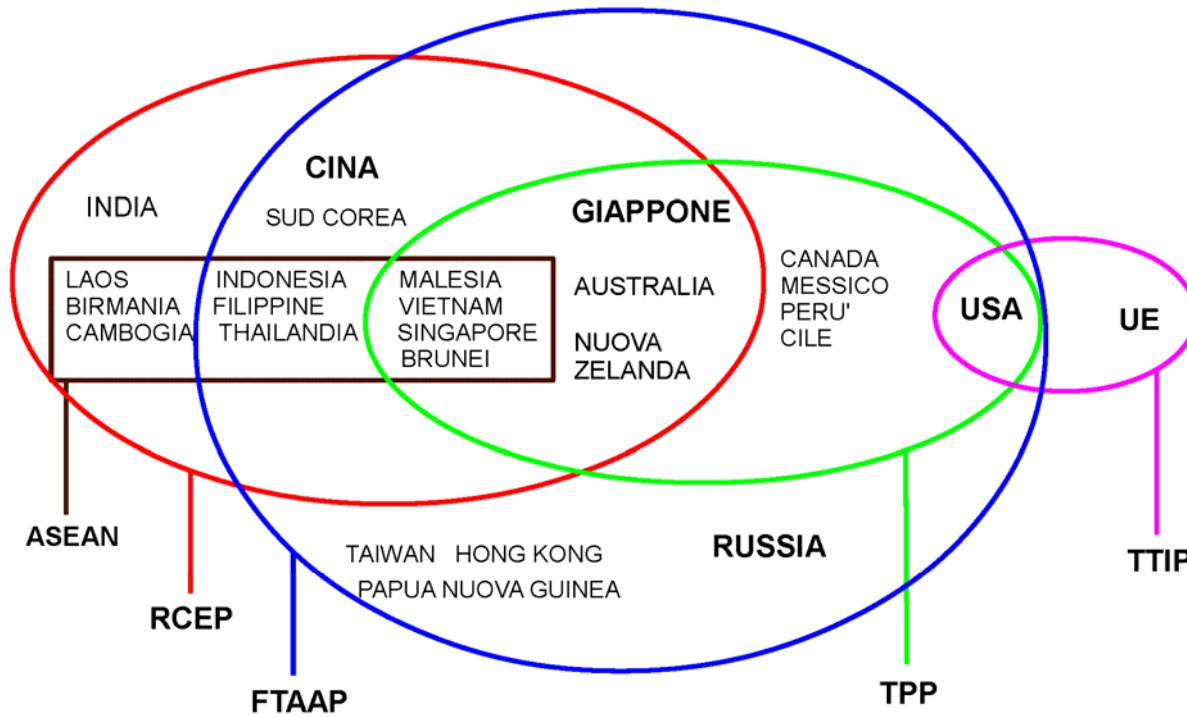 CINA
INDIA
SUD COREA
GIAPPONE
LAOS
BIRMANIA
CAMBOGIA
INDONESIA
FILIPPINE
THAILANDIA
MALESIA
VIETNAM
SINGAPORE
BRUNEI
AUSTRALIA
NUOVA
ZELANDA
CANADA
MESSICO
PERU'
CILE
USA
UE
ASEAN
RCEP
FTAAP
TAIWAN HONG KONG
PAPUA NUOVA GUINEA
RUSSIA
TPP
TTIP